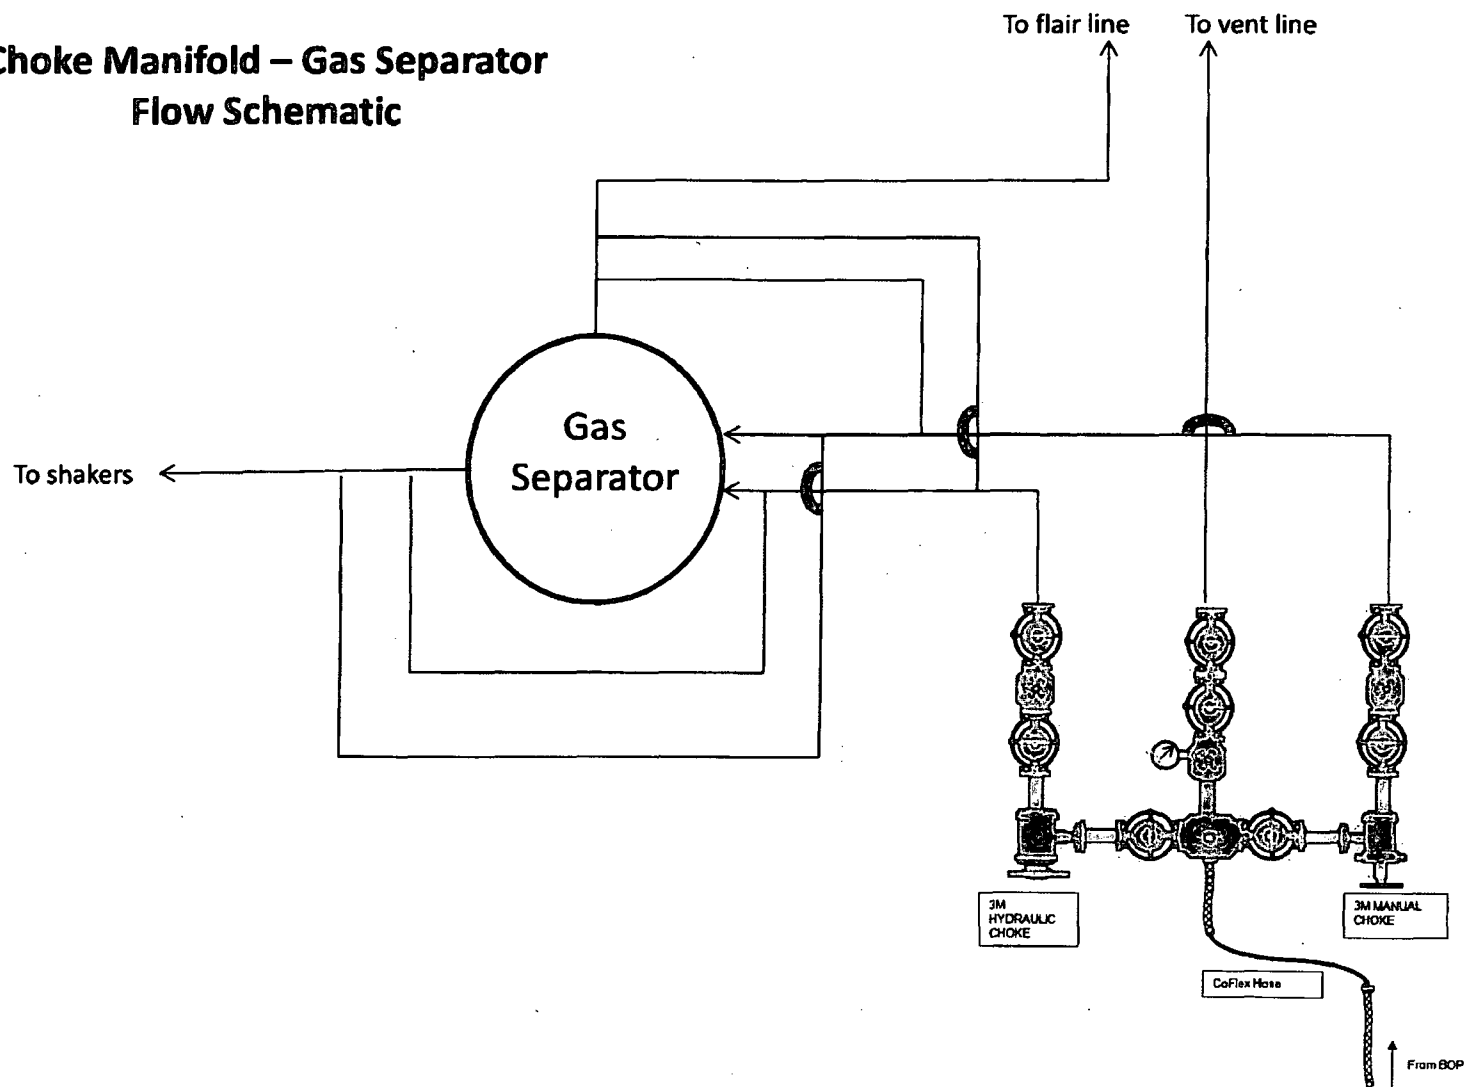 Choke Manifold – Gas Separator
Flow Schematic
To flair line
To vent line
Gas
Separator
To shakers
3M
HYDRAULIC
CHOKE
3M MANUAL
CHOKE
CoFlex Hose
From BOP